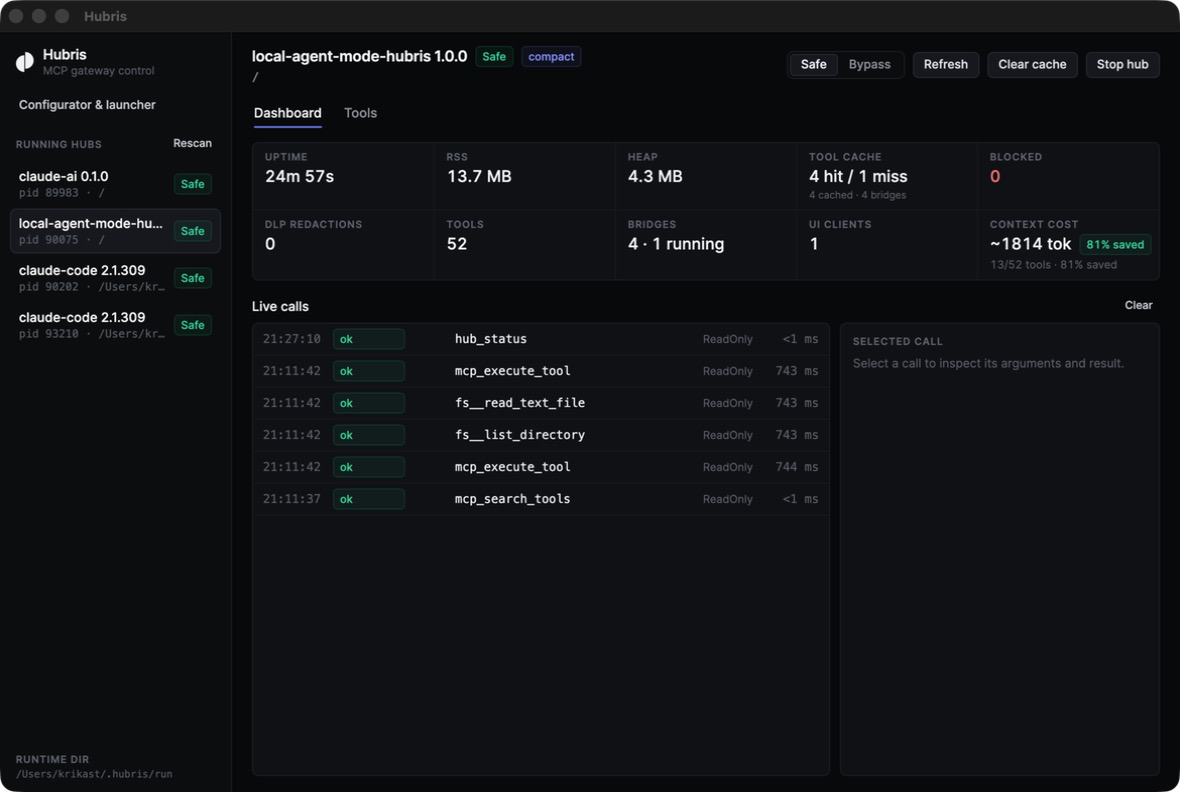 Hubris
Hubris
MCP gateway control
Configurator & launcher
RUNNING HUBS Rescan
claude-ai 0.1.0
pid 89983 · /
Safe
local-agent-mode-hu...
pid 90075 · /
Safe
claude-code 2.1.309
pid 90202 · /Users/kr…
Safe
claude-code 2.1.309
pid 93210 · /Users/kr…
Safe
RUNTIME DIR
/Users/krikast/.hubris/run
local-agent-mode-hubris 1.0.0 Safe compact
/
Safe Bypass Refresh Clear cache Stop hub
Dashboard Tools
UPTIME
24m 57s
RSS
13.7 MB
HEAP
4.3 MB
TOOL CACHE
4 hit / 1 miss
4 cached · 4 bridges
BLOCKED
0
DLP REDACTIONS
0
TOOLS
52
BRIDGES
4 · 1 running
UI CLIENTS
1
CONTEXT COST
~1814 tok 81% saved
13/52 tools · 81% saved
Live calls Clear
21:27:10 ok hub_status ReadOnly <1 ms
21:11:42 ok mcp_execute_tool ReadOnly 743 ms
21:11:42 ok fs__read_text_file ReadOnly 743 ms
21:11:42 ok fs__list_directory ReadOnly 743 ms
21:11:42 ok mcp_execute_tool ReadOnly 744 ms
21:11:37 ok mcp_search_tools ReadOnly <1 ms
SELECTED CALL
Select a call to inspect its arguments and result.